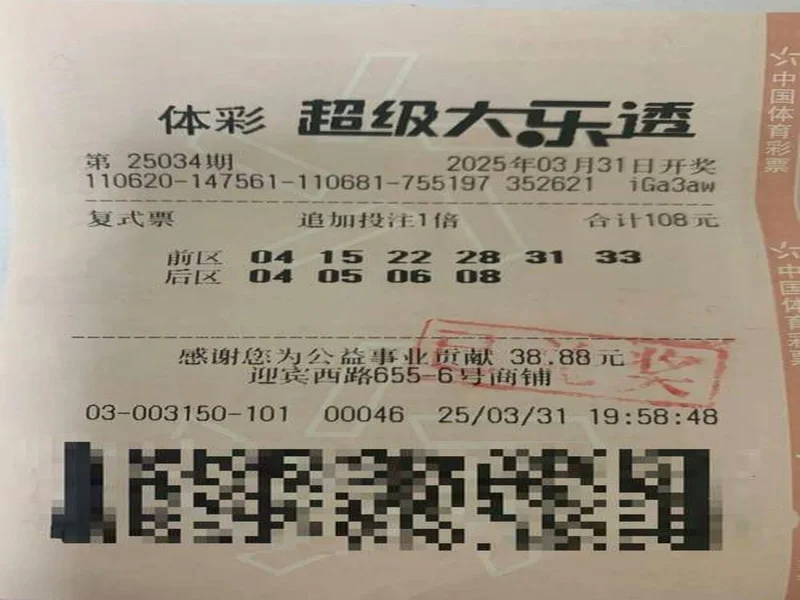 体彩 超级大乐透
第 25034期 2025年03月31日开奖
110620-147561-110681-755197 352621 iGa3aw
复式票 追加投注1倍 合计108元
前区 04 15 22 28 31 33
后区 04 05 06 08
感谢您为公益事业贡献 38.88元
迎宾西路655-6号商铺
03-003150-101 00046 25/03/31 19:58:48
已兑奖
中国体育彩票
中国体育彩票